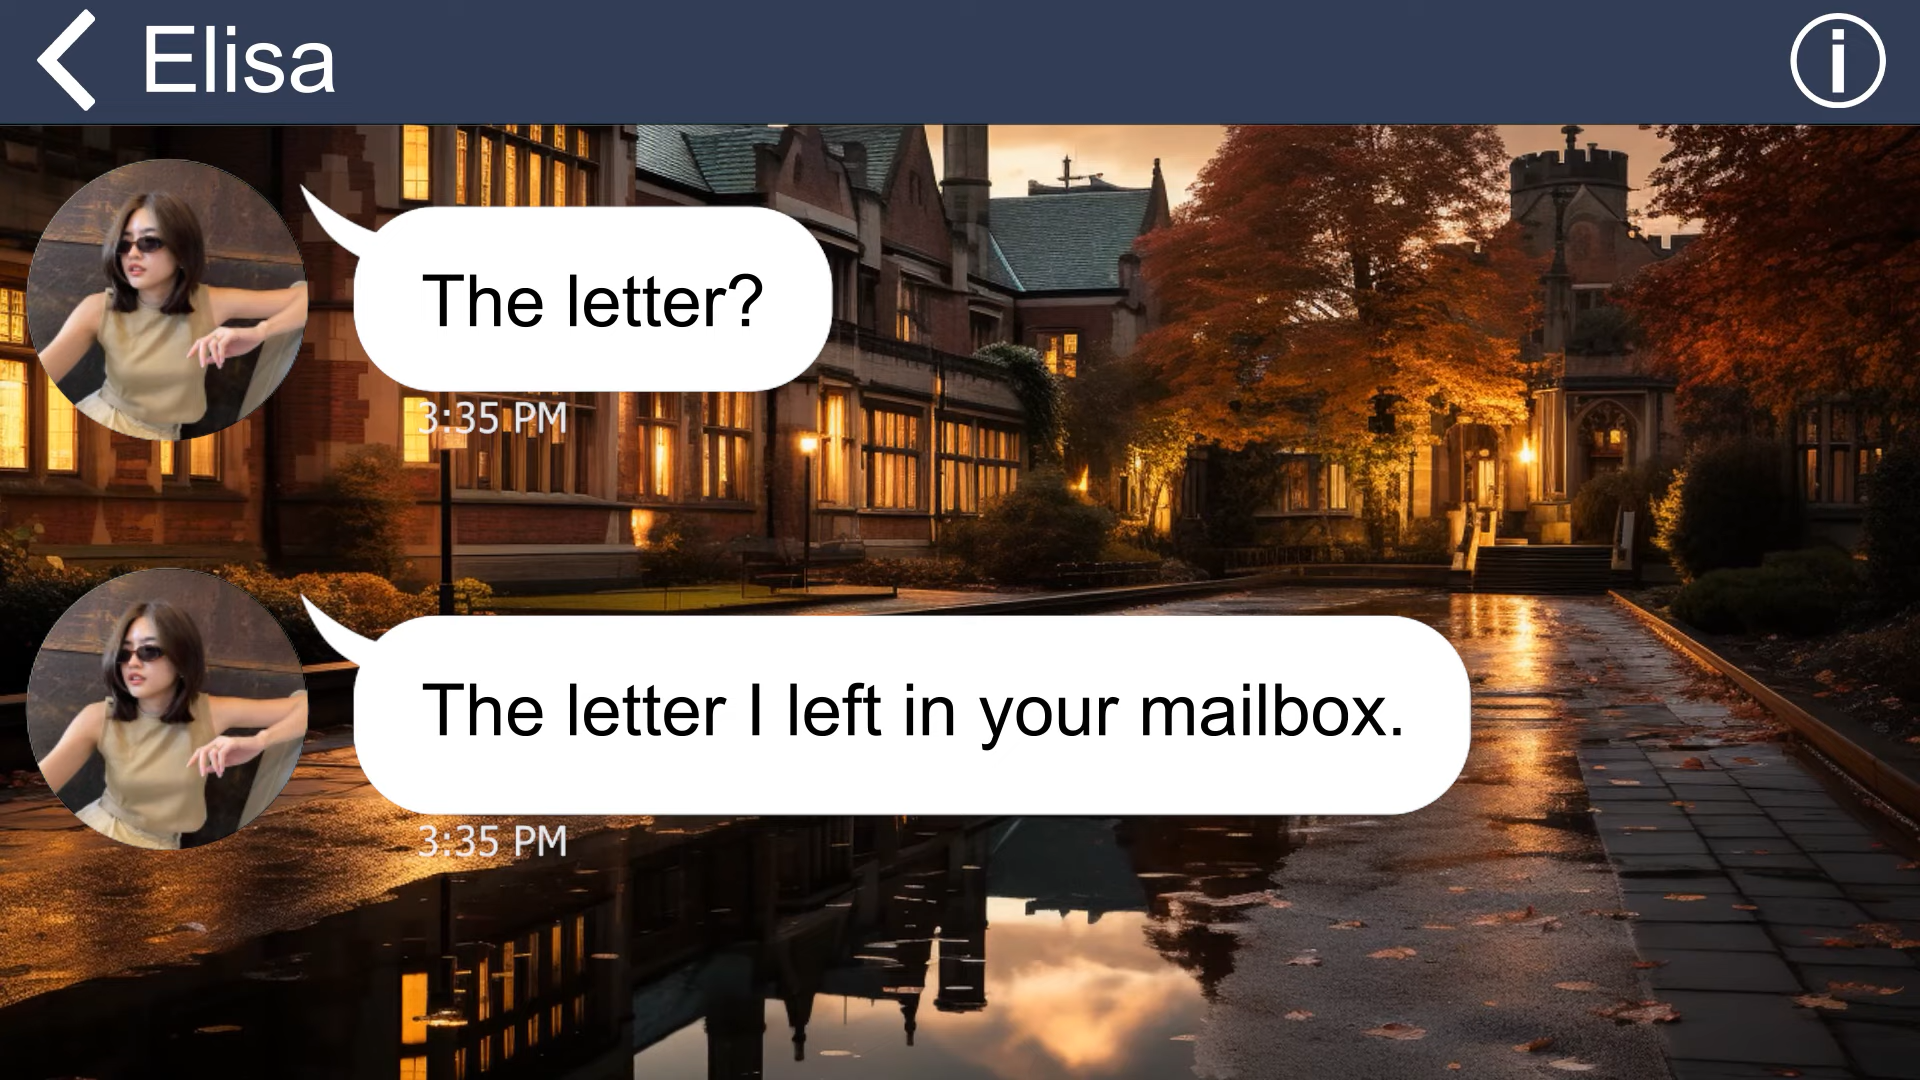 Elisa
The letter?
3:35 PM
The letter I left in your mailbox.
3:35 PM